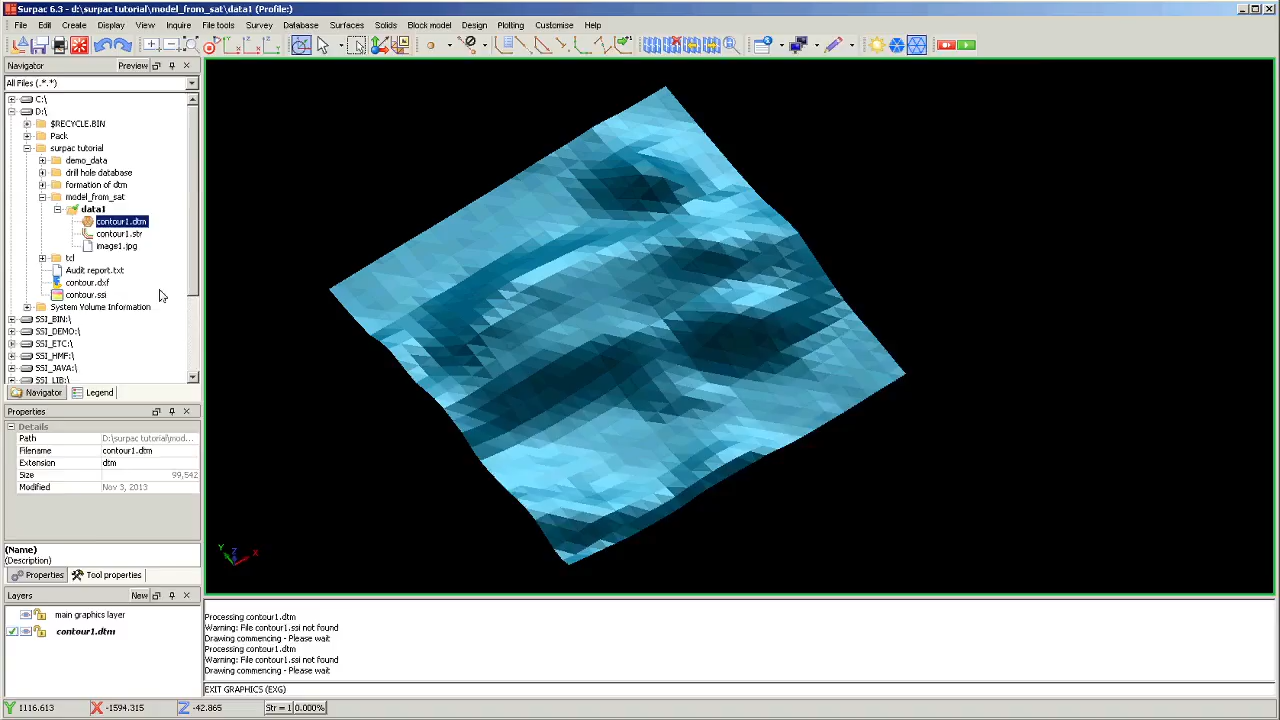 Surpac 6.3 - d:\surpac tutorial\model_from_sat\data1 (Profile:)
File Edit Create Display View Inquire File tools Survey Database Surfaces Solids Block model Design Plotting Customise Help
Navigator Preview
All Files (*.*)
C:\
D:\
$RECYCLE.BIN
Pack
surpac tutorial
demo_data
drill hole database
formation of dtm
model_from_sat
data1
contour1.dtm
contour1.str
image1.jpg
tcl
Audit report.txt
contour.dxf
contour.ssi
System Volume Information
SSI_BIN:\
SSI_DEMO:\
SSI_ETC:\
SSI_HMF:\
SSI_JAVA:\
SSI_LIB:\
Navigator Legend
Properties
Details
Path D:\surpac tutorial\mod...
Filename contour1.dtm
Extension dtm
Size 99,542
Modified Nov 3, 2013
(Name)
(Description)
Properties Tool properties
Layers New
main graphics layer
contour1.dtm
Y Z X
Processing contour1.dtm
Warning: File contour1.ssi not found
Drawing commencing - Please wait
Processing contour1.dtm
Warning: File contour1.ssi not found
Drawing commencing - Please wait
EXIT GRAPHICS (EXG)
Y 1116.613 X -1594.315 Z -42.865 Str = 1 0.000%